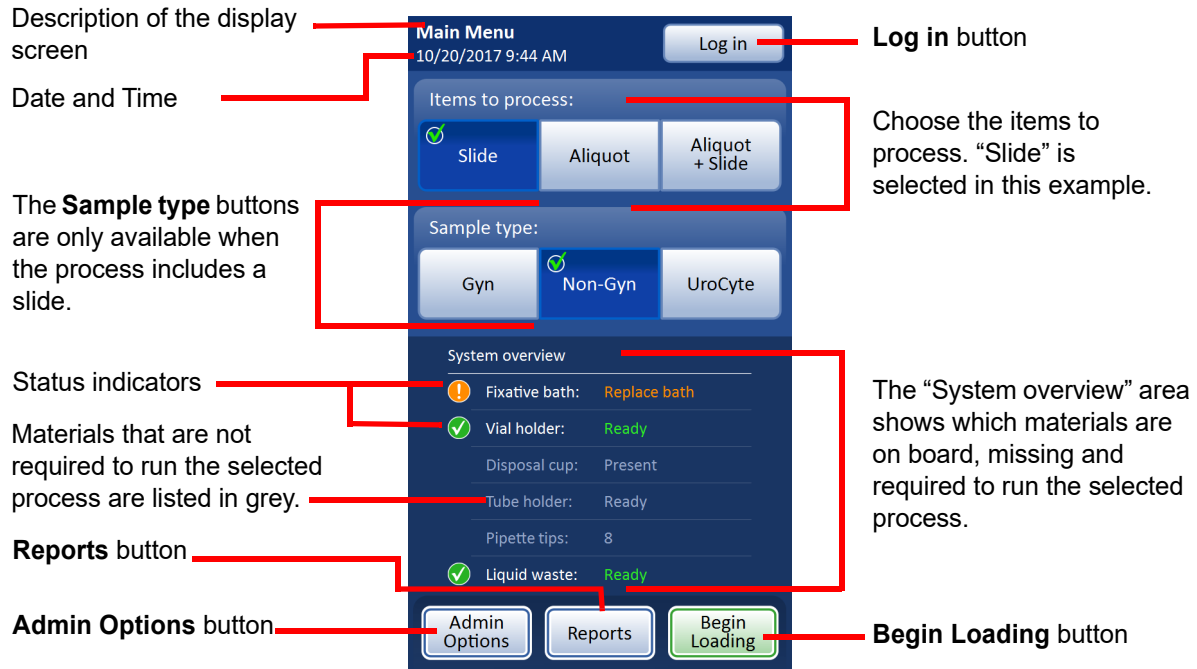 Description of the display
screen
Date and Time
The Sample type buttons
are only available when
the process includes a
slide.
Status indicators
Materials that are not
required to run the selected
process are listed in grey.
Reports button
Admin Options button
Main Menu
10/20/2017 9:44 AM
Log in
Items to process:
Slide
Aliquot
Aliquot
+ Slide
Sample type:
Gyn
Non-Gyn
UroCyte
System overview
Fixative bath: Replace bath
Vial holder: Ready
Disposal cup: Present
Tube holder: Ready
Pipette tips: 8
Liquid waste: Ready
Admin
Options
Reports
Begin
Loading
Log in button
Choose the items to
process. “Slide” is
selected in this example.
The “System overview” area
shows which materials are
on board, missing and
required to run the selected
process.
Begin Loading button